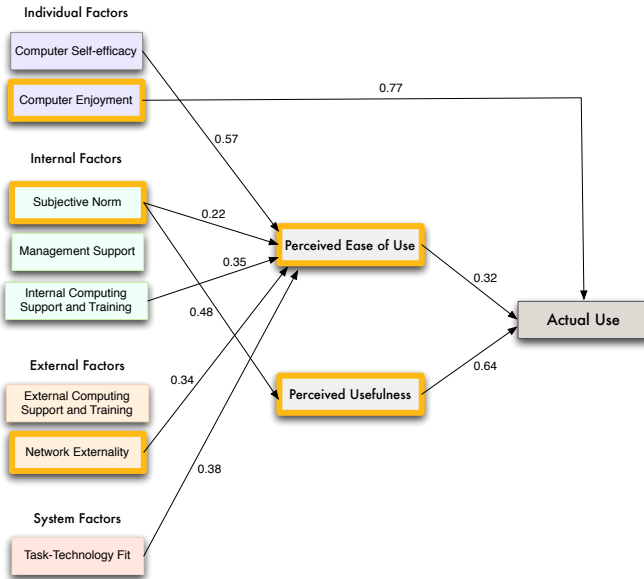 Individual Factors
Computer Self-efficacy
Computer Enjoyment
0.77
0.57
Internal Factors
Subjective Norm
0.22
Management Support
Perceived Ease of Use
0.35
0.32
Internal Computing
Support and Training
0.48
Actual Use
External Factors
0.34
0.64
External Computing
Support and Training
Perceived Usefulness
Network Externality
0.38
System Factors
Task-Technology Fit